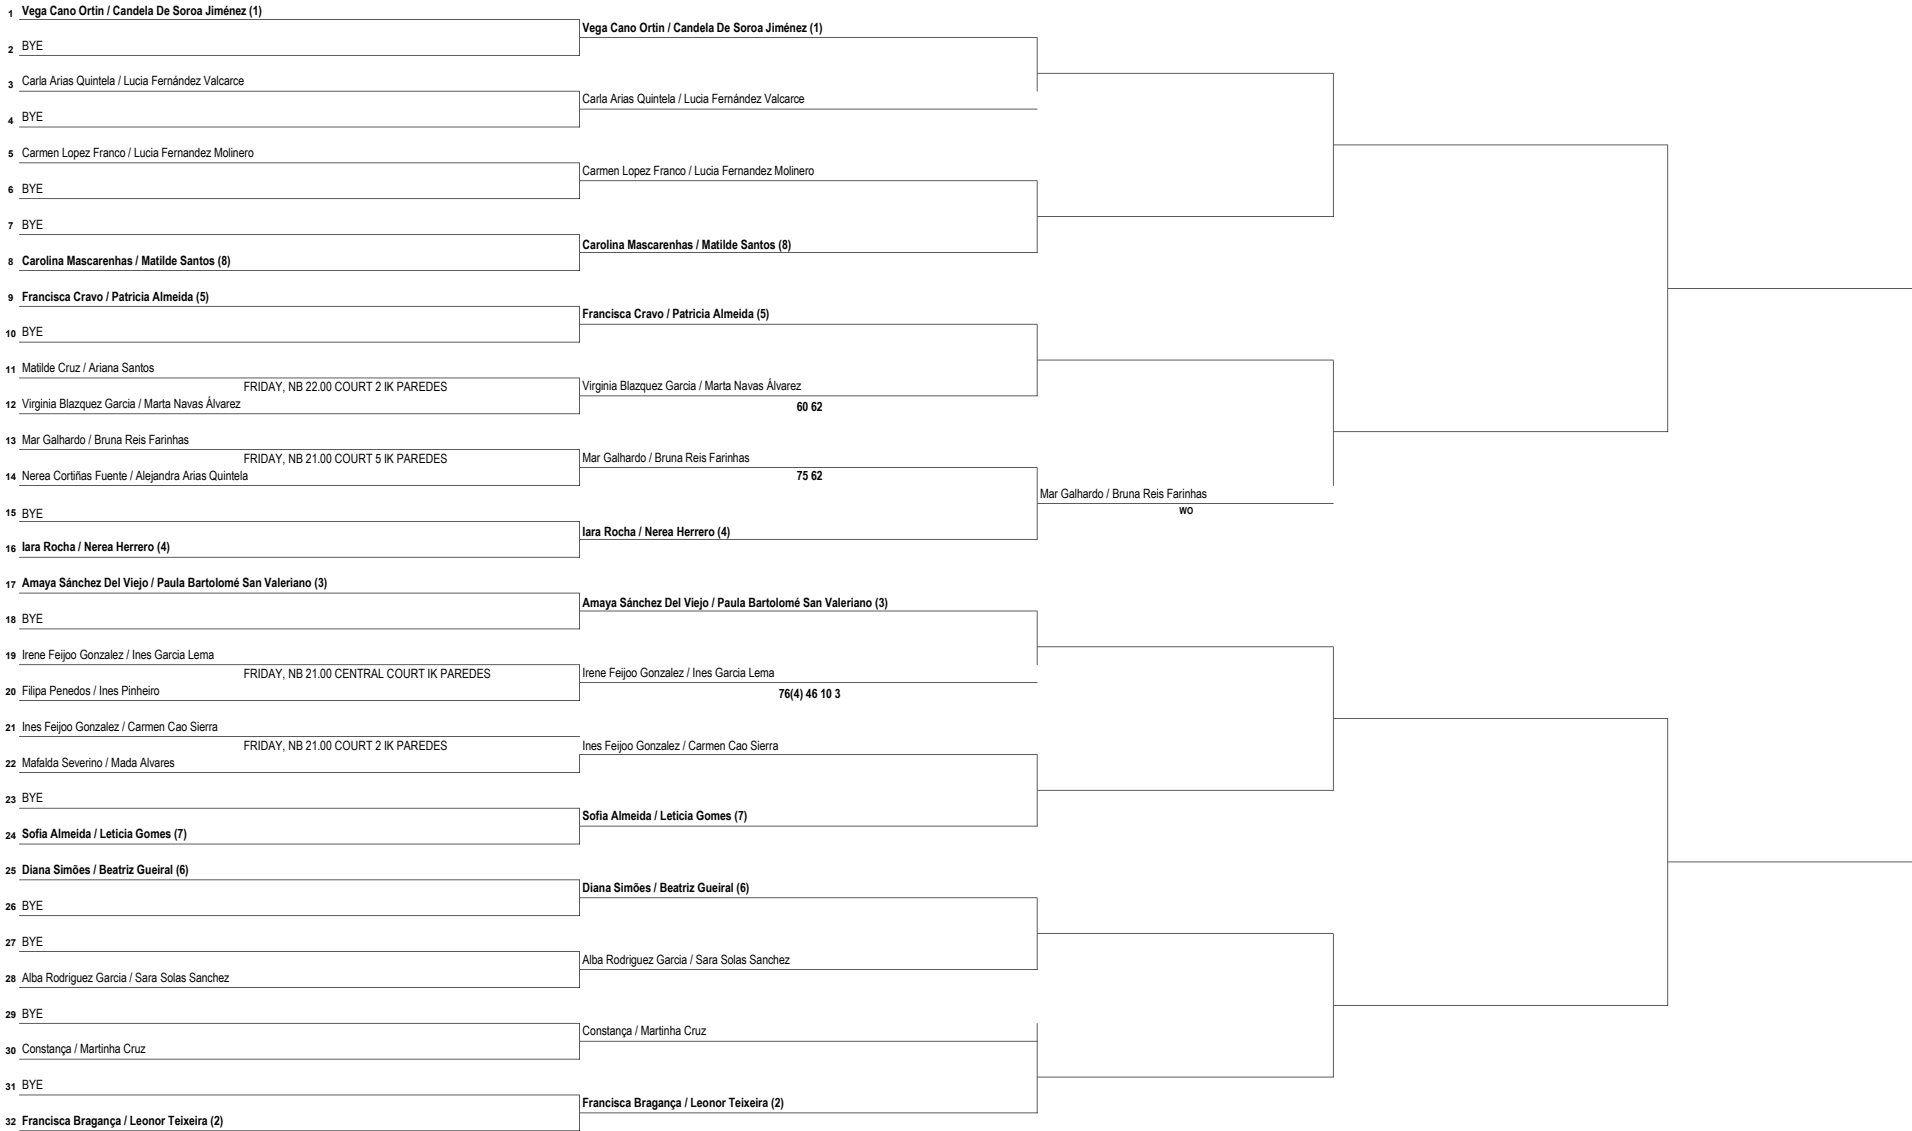 1 Vega Cano Ortin / Candela De Soroa Jiménez (1)
Vega Cano Ortin / Candela De Soroa Jiménez (1)
2 BYE
3 Carla Arias Quintela / Lucia Fernández Valcarce
Carla Arias Quintela / Lucia Fernández Valcarce
4 BYE
5 Carmen Lopez Franco / Lucia Fernandez Molinero
Carmen Lopez Franco / Lucia Fernandez Molinero
6 BYE
7 BYE
Carolina Mascarenhas / Matilde Santos (8)
8 Carolina Mascarenhas / Matilde Santos (8)
9 Francisca Cravo / Patricia Almeida (5)
Francisca Cravo / Patricia Almeida (5)
10 BYE
11 Matilde Cruz / Ariana Santos
FRIDAY, NB 22.00 COURT 2 IK PAREDES
Virginia Blazquez Garcia / Marta Navas Álvarez
12 Virginia Blazquez Garcia / Marta Navas Álvarez
60 62
13 Mar Galhardo / Bruna Reis Farinhas
FRIDAY, NB 21.00 COURT 5 IK PAREDES
Mar Galhardo / Bruna Reis Farinhas
14 Nerea Cortiñas Fuente / Alejandra Arias Quintela
75 62
Mar Galhardo / Bruna Reis Farinhas
wo
15 BYE
Iara Rocha / Nerea Herrero (4)
16 Iara Rocha / Nerea Herrero (4)
17 Amaya Sánchez Del Viejo / Paula Bartolomé San Valeriano (3)
Amaya Sánchez Del Viejo / Paula Bartolomé San Valeriano (3)
18 BYE
19 Irene Feijoo Gonzalez / Ines Garcia Lema
FRIDAY, NB 21.00 CENTRAL COURT IK PAREDES
Irene Feijoo Gonzalez / Ines Garcia Lema
20 Filipa Penedos / Ines Pinheiro
76(4) 46 10 3
21 Ines Feijoo Gonzalez / Carmen Cao Sierra
FRIDAY, NB 21.00 COURT 2 IK PAREDES
Ines Feijoo Gonzalez / Carmen Cao Sierra
22 Mafalda Severino / Mada Alvares
23 BYE
Sofia Almeida / Leticia Gomes (7)
24 Sofia Almeida / Leticia Gomes (7)
25 Diana Simões / Beatriz Gueiral (6)
Diana Simões / Beatriz Gueiral (6)
26 BYE
27 BYE
Alba Rodriguez Garcia / Sara Solas Sanchez
28 Alba Rodriguez Garcia / Sara Solas Sanchez
29 BYE
Constança / Martinha Cruz
30 Constança / Martinha Cruz
31 BYE
Francisca Bragança / Leonor Teixeira (2)
32 Francisca Bragança / Leonor Teixeira (2)